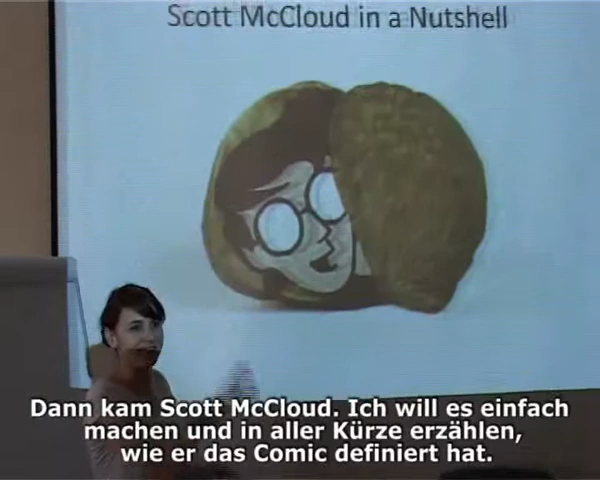 Scott McCloud in a Nutshell
Dann kam Scott McCloud. Ich will es einfach
machen und in aller Kürze erzählen,
wie er das Comic definiert hat.